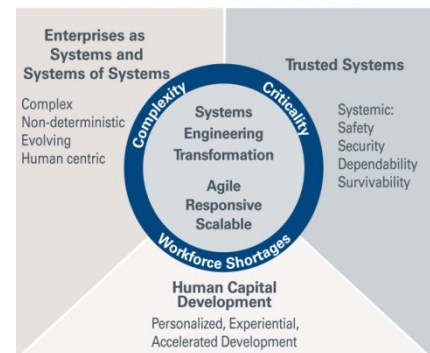 Enterprises as
Systems and
Systems of Systems
Complex
Non-deterministic
Evolving
Human centric
Trusted Systems
Systemic:
Safety
Security
Dependability
Survivability
Complexity
Criticality
Workforce Shortages
Systems
Engineering
Transformation
Agile
Responsive
Scalable
Human Capital
Development
Personalized, Experiential,
Accelerated Development